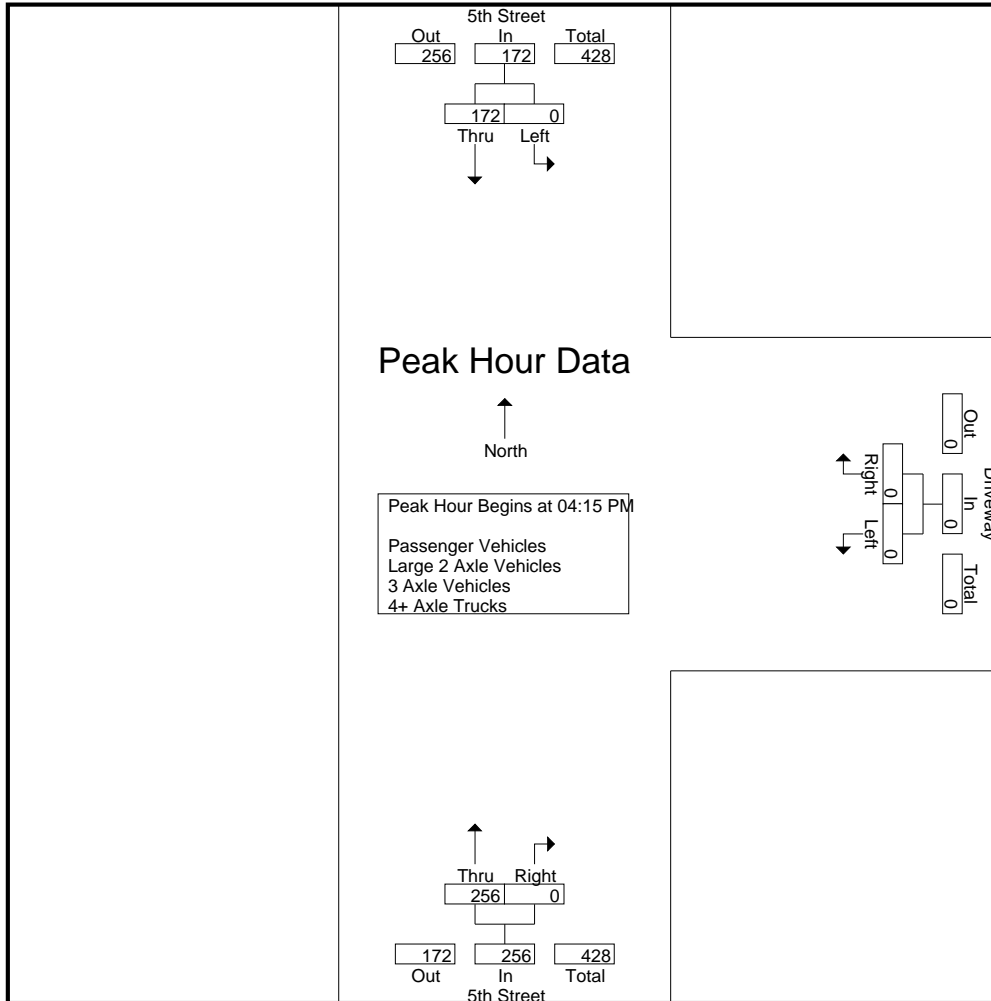 5th Street
Out In Total
256 172 428
172 0
Thru Left
Peak Hour Data
North
Peak Hour Begins at 04:15 PM
Passenger Vehicles
Large 2 Axle Vehicles
3 Axle Vehicles
4+ Axle Trucks
Driveway
Out In Total
0 0 0
Right Left
0 0
Thru Right
256 0
172 256 428
Out In Total
5th Street